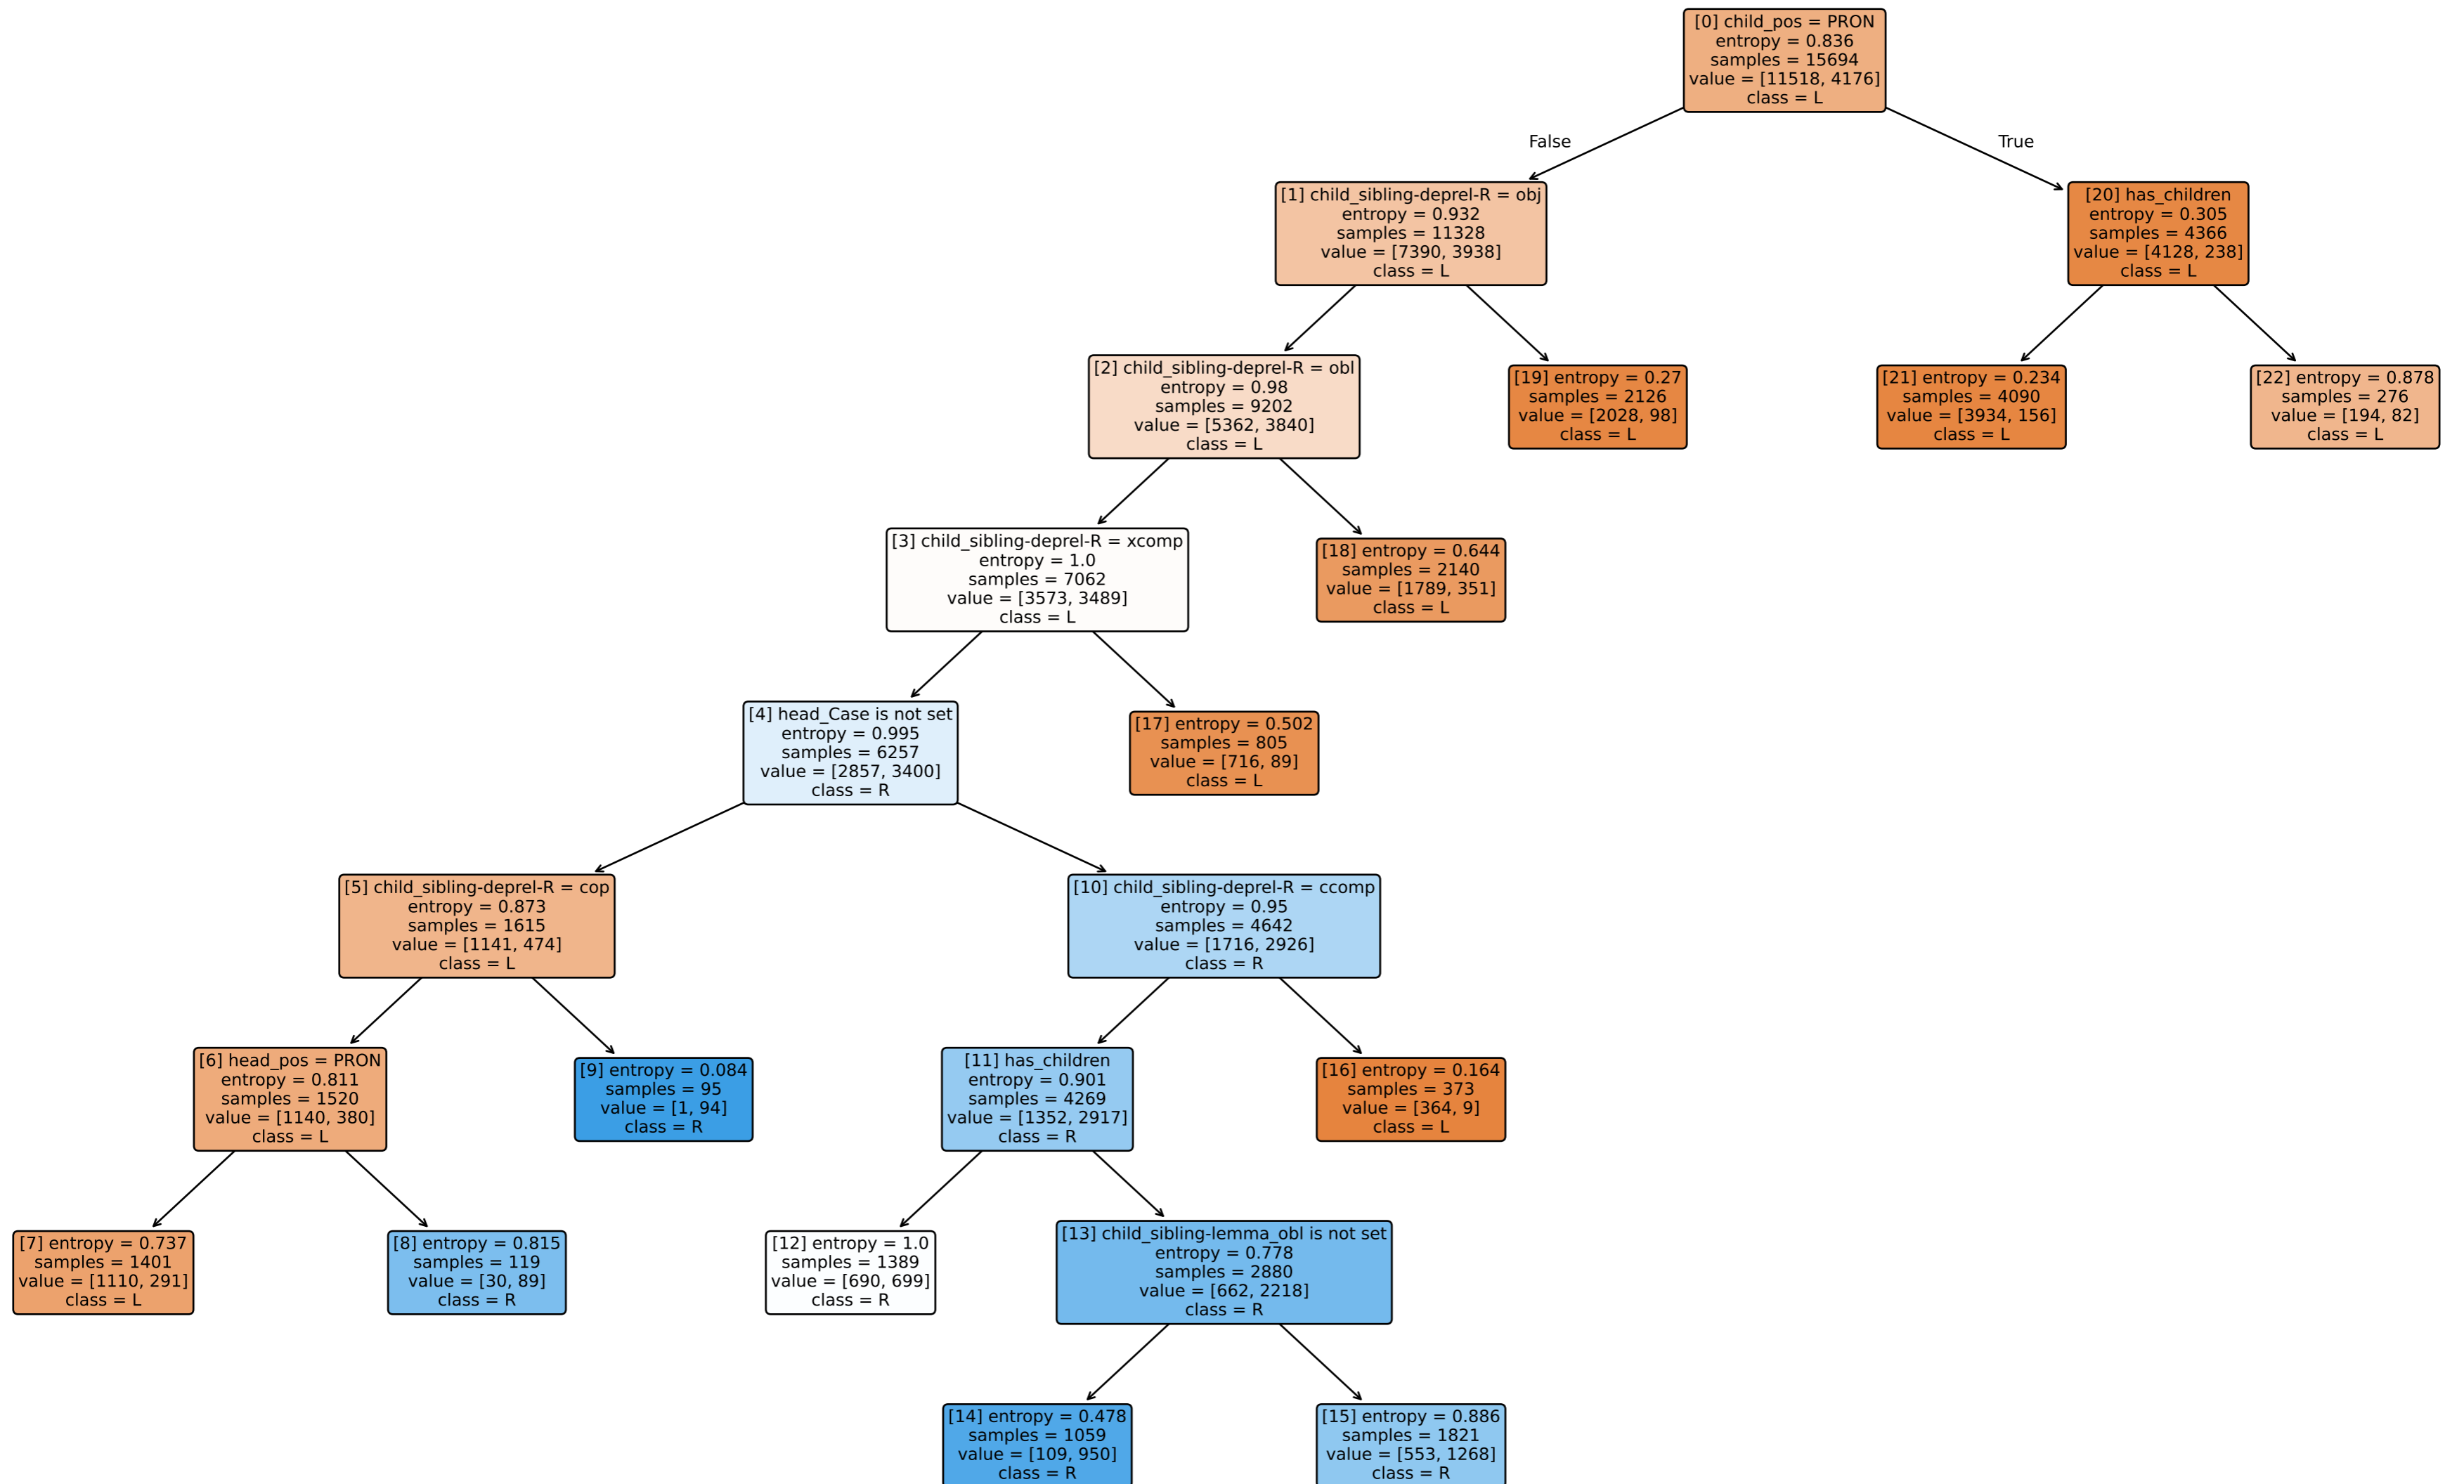 [0] child_pos = PRON
entropy = 0.836
samples = 15694
value = [11518, 4176]
class = L
False
True
[1] child_sibling-deprel-R = obj
entropy = 0.932
samples = 11328
value = [7390, 3938]
class = L
[20] has_children
entropy = 0.305
samples = 4366
value = [4128, 238]
class = L
[2] child_sibling-deprel-R = obl
entropy = 0.98
samples = 9202
value = [5362, 3840]
class = L
[19] entropy = 0.27
samples = 2126
value = [2028, 98]
class = L
[21] entropy = 0.234
samples = 4090
value = [3934, 156]
class = L
[22] entropy = 0.878
samples = 276
value = [194, 82]
class = L
[3] child_sibling-deprel-R = xcomp
entropy = 1.0
samples = 7062
value = [3573, 3489]
class = L
[18] entropy = 0.644
samples = 2140
value = [1789, 351]
class = L
[4] head_Case is not set
entropy = 0.995
samples = 6257
value = [2857, 3400]
class = R
[17] entropy = 0.502
samples = 805
value = [716, 89]
class = L
[5] child_sibling-deprel-R = cop
entropy = 0.873
samples = 1615
value = [1141, 474]
class = L
[10] child_sibling-deprel-R = ccomp
entropy = 0.95
samples = 4642
value = [1716, 2926]
class = R
[6] head_pos = PRON
entropy = 0.811
samples = 1520
value = [1140, 380]
class = L
[9] entropy = 0.084
samples = 95
value = [1, 94]
class = R
[11] has_children
entropy = 0.901
samples = 4269
value = [1352, 2917]
class = R
[16] entropy = 0.164
samples = 373
value = [364, 9]
class = L
[7] entropy = 0.737
samples = 1401
value = [1110, 291]
class = L
[8] entropy = 0.815
samples = 119
value = [30, 89]
class = R
[12] entropy = 1.0
samples = 1389
value = [690, 699]
class = R
[13] child_sibling-lemma_obl is not set
entropy = 0.778
samples = 2880
value = [662, 2218]
class = R
[14] entropy = 0.478
samples = 1059
value = [109, 950]
class = R
[15] entropy = 0.886
samples = 1821
value = [553, 1268]
class = R